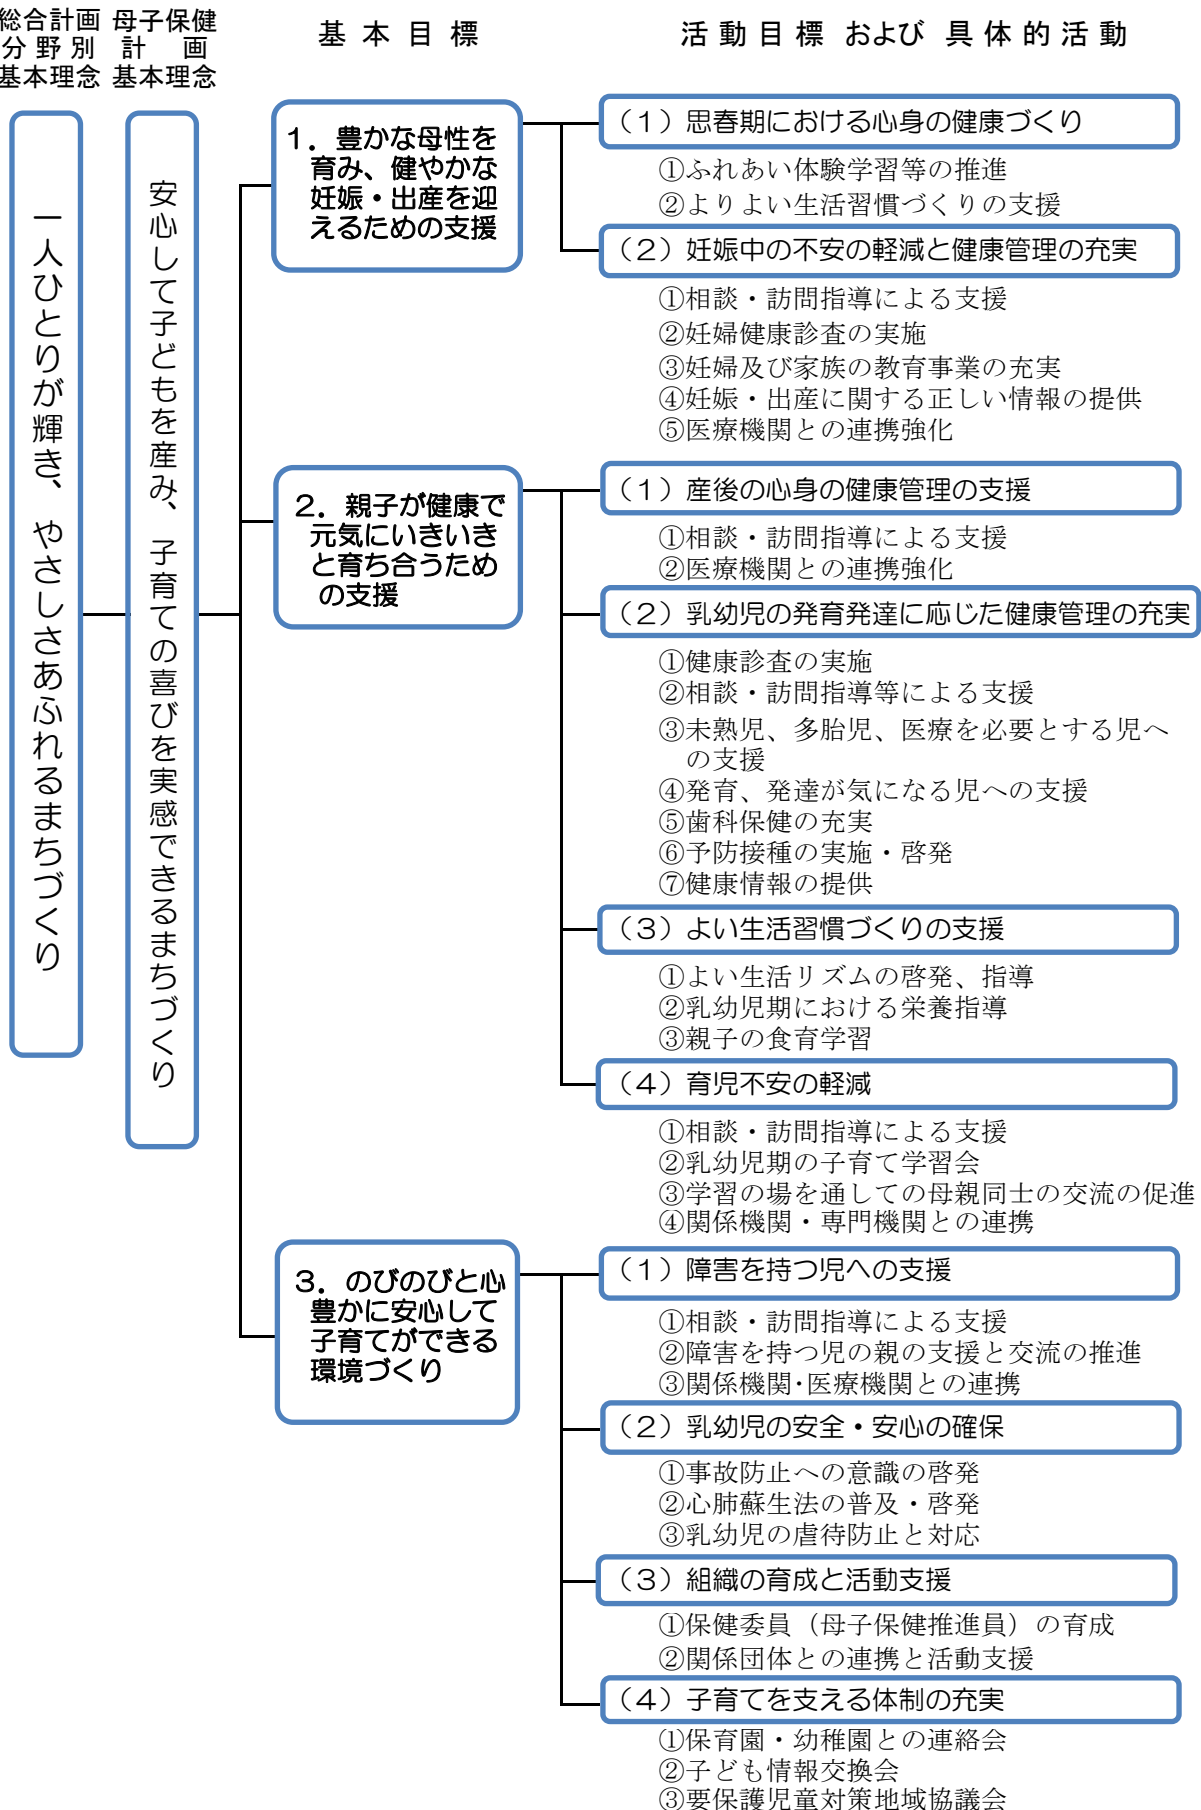 総合計画
分野別
基本理念
母子保健
計画
基本理念
基本目標
活動目標 および 具体的活動
一人ひとりが輝き、やさしさあふれるまちづくり
安心して子どもを産み、子育ての喜びを実感できるまちづくり
1．豊かな母性を
育み、健やかな
妊娠・出産を迎
えるための支援
（1）思春期における心身の健康づくり
①ふれあい体験学習等の推進
②よりよい生活習慣づくりの支援
（2）妊娠中の不安の軽減と健康管理の充実
①相談・訪問指導による支援
②妊婦健康診査の実施
③妊婦及び家族の教育事業の充実
④妊娠・出産に関する正しい情報の提供
⑤医療機関との連携強化
2．親子が健康で
元気にいきいき
と育ち合うため
の支援
（1）産後の心身の健康管理の支援
①相談・訪問指導による支援
②医療機関との連携強化
（2）乳幼児の発育発達に応じた健康管理の充実
①健康診査の実施
②相談・訪問指導等による支援
③未熟児、多胎児、医療を必要とする児へ
の支援
④発育、発達が気になる児への支援
⑤歯科保健の充実
⑥予防接種の実施・啓発
⑦健康情報の提供
（3）よい生活習慣づくりの支援
①よい生活リズムの啓発、指導
②乳幼児期における栄養指導
③親子の食育学習
（4）育児不安の軽減
①相談・訪問指導による支援
②乳幼児期の子育て学習会
③学習の場を通しての母親同士の交流の促進
④関係機関・専門機関との連携
3．のびのびと心
豊かに安心して
子育てができる
環境づくり
（1）障害を持つ児への支援
①相談・訪問指導による支援
②障害を持つ児の親の支援と交流の推進
③関係機関･医療機関との連携
（2）乳幼児の安全・安心の確保
①事故防止への意識の啓発
②心肺蘇生法の普及・啓発
③乳幼児の虐待防止と対応
（3）組織の育成と活動支援
①保健委員（母子保健推進員）の育成
②関係団体との連携と活動支援
（4）子育てを支える体制の充実
①保育園・幼稚園との連絡会
②子ども情報交換会
③要保護児童対策地域協議会